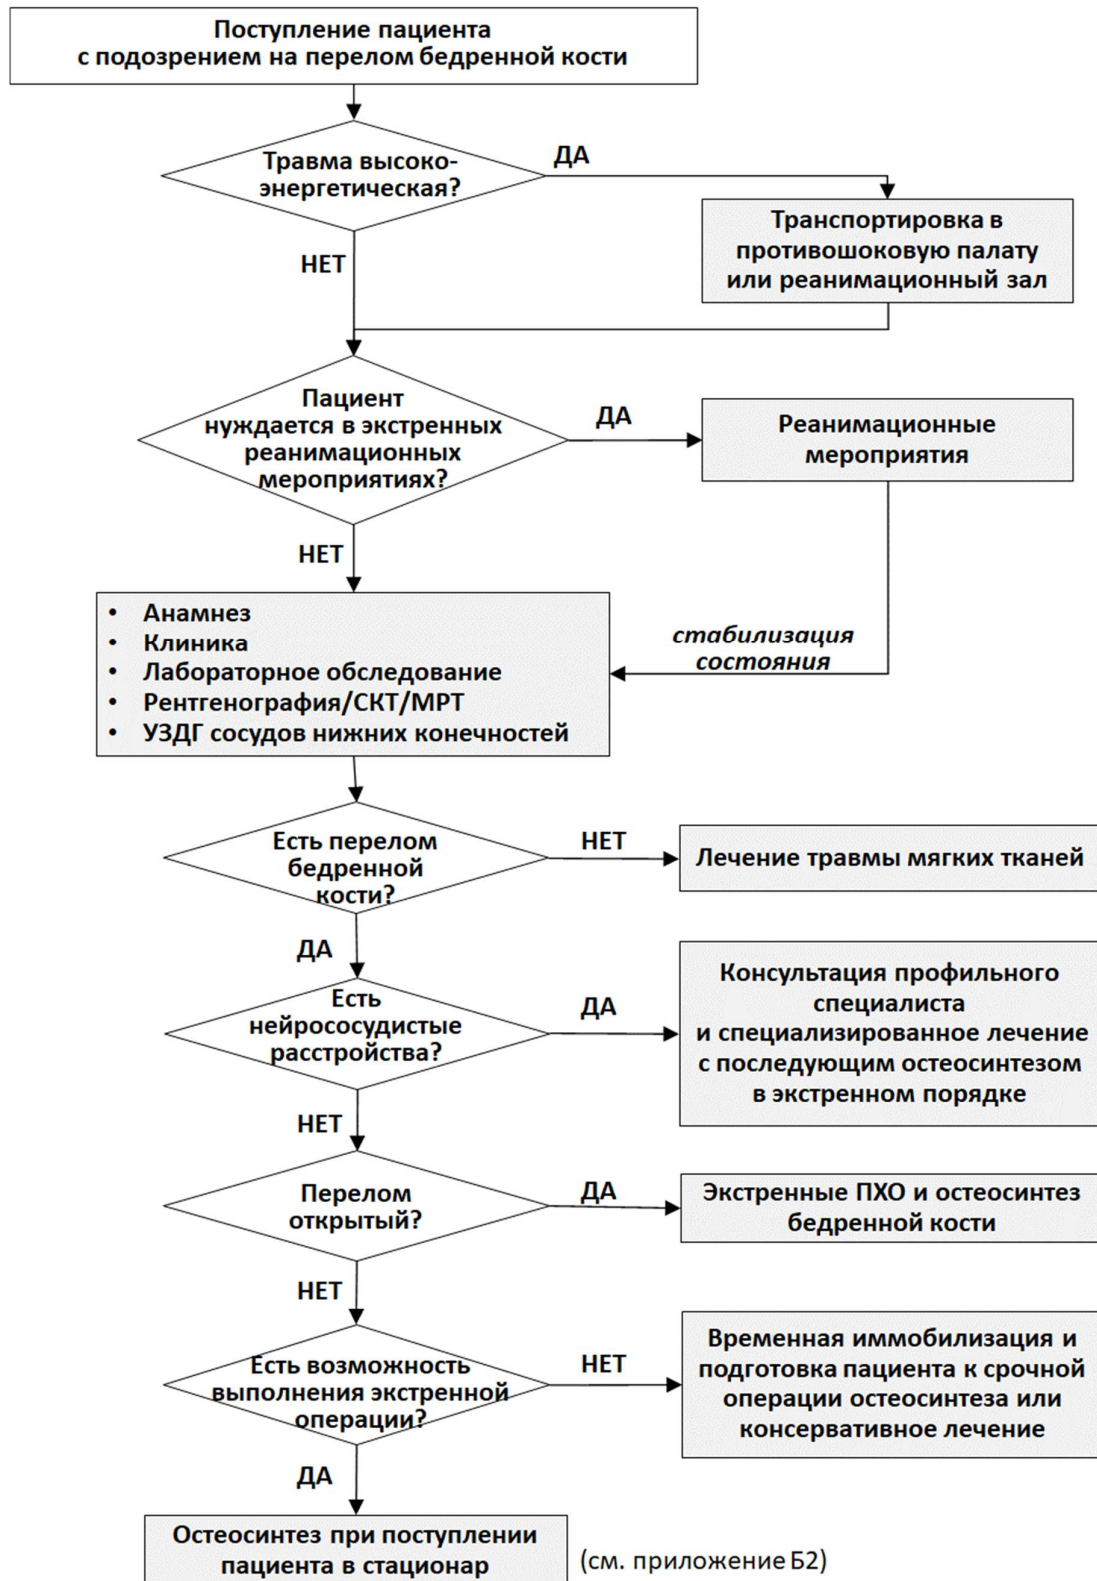 Поступление пациента
с подозрением на перелом бедренной кости
Травма высоко-
энергетическая?
ДА
Транспортировка в
противошоковую палату
или реанимационный зал
НЕТ
Пациент
нуждается в экстренных
реанимационных
мероприятиях?
ДА
Реанимационные
мероприятия
НЕТ
стабилизация
состояния
• Анамнез
• Клиника
• Лабораторное обследование
• Рентгенография/СКТ/МРТ
• УЗДГ сосудов нижних конечностей
Есть перелом
бедренной
кости?
НЕТ
Лечение травмы мягких тканей
ДА
Есть
нейрососудистые
расстройства?
ДА
Консультация профильного
специалиста
и специализированное лечение
с последующим остеосинтезом
в экстренном порядке
НЕТ
Перелом
открытый?
ДА
Экстренные ПХО и остеосинтез
бедренной кости
НЕТ
Есть возможность
выполнения экстренной
операции?
НЕТ
Временная иммобилизация и
подготовка пациента к срочной
операции остеосинтеза или
консервативное лечение
ДА
Остеосинтез при поступлении
пациента в стационар
(см. приложение Б2)